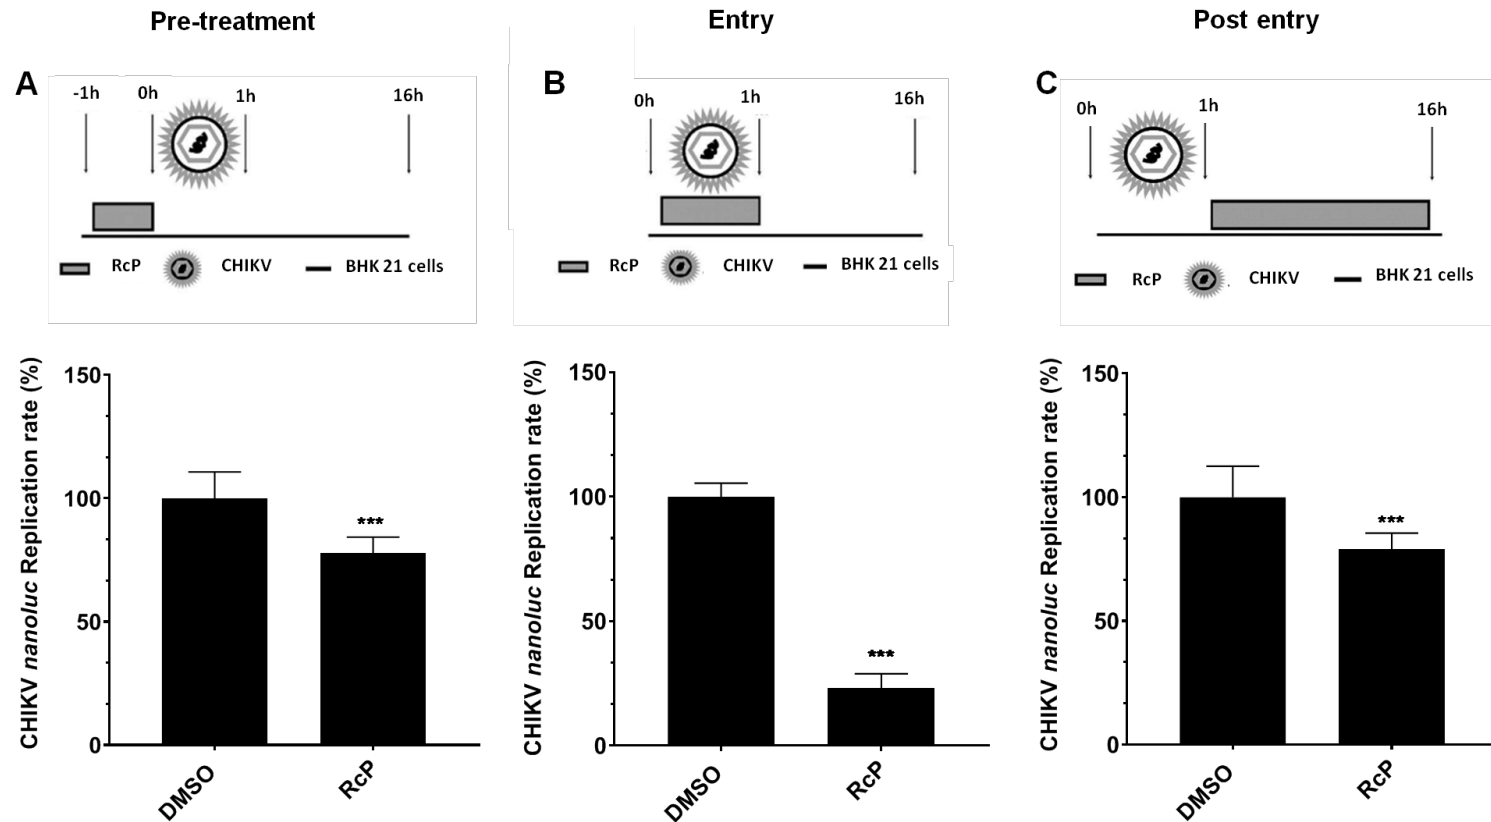 Pre-treatment
Entry
Post entry
A
-1h 0h 1h 16h
RcP CHIKV BHK 21 cells
B
0h 1h 16h
RcP CHIKV BHK 21 cells
C
0h 1h 16h
RcP CHIKV BHK 21 cells
CHIKV nanoluc Replication rate (%)
150
100
50
0
***
DMSO RcP
CHIKV nanoluc Replication rate (%)
150
100
50
0
***
DMSO RcP
CHIKV nanoluc Replication rate (%)
150
100
50
0
***
DMSO RcP